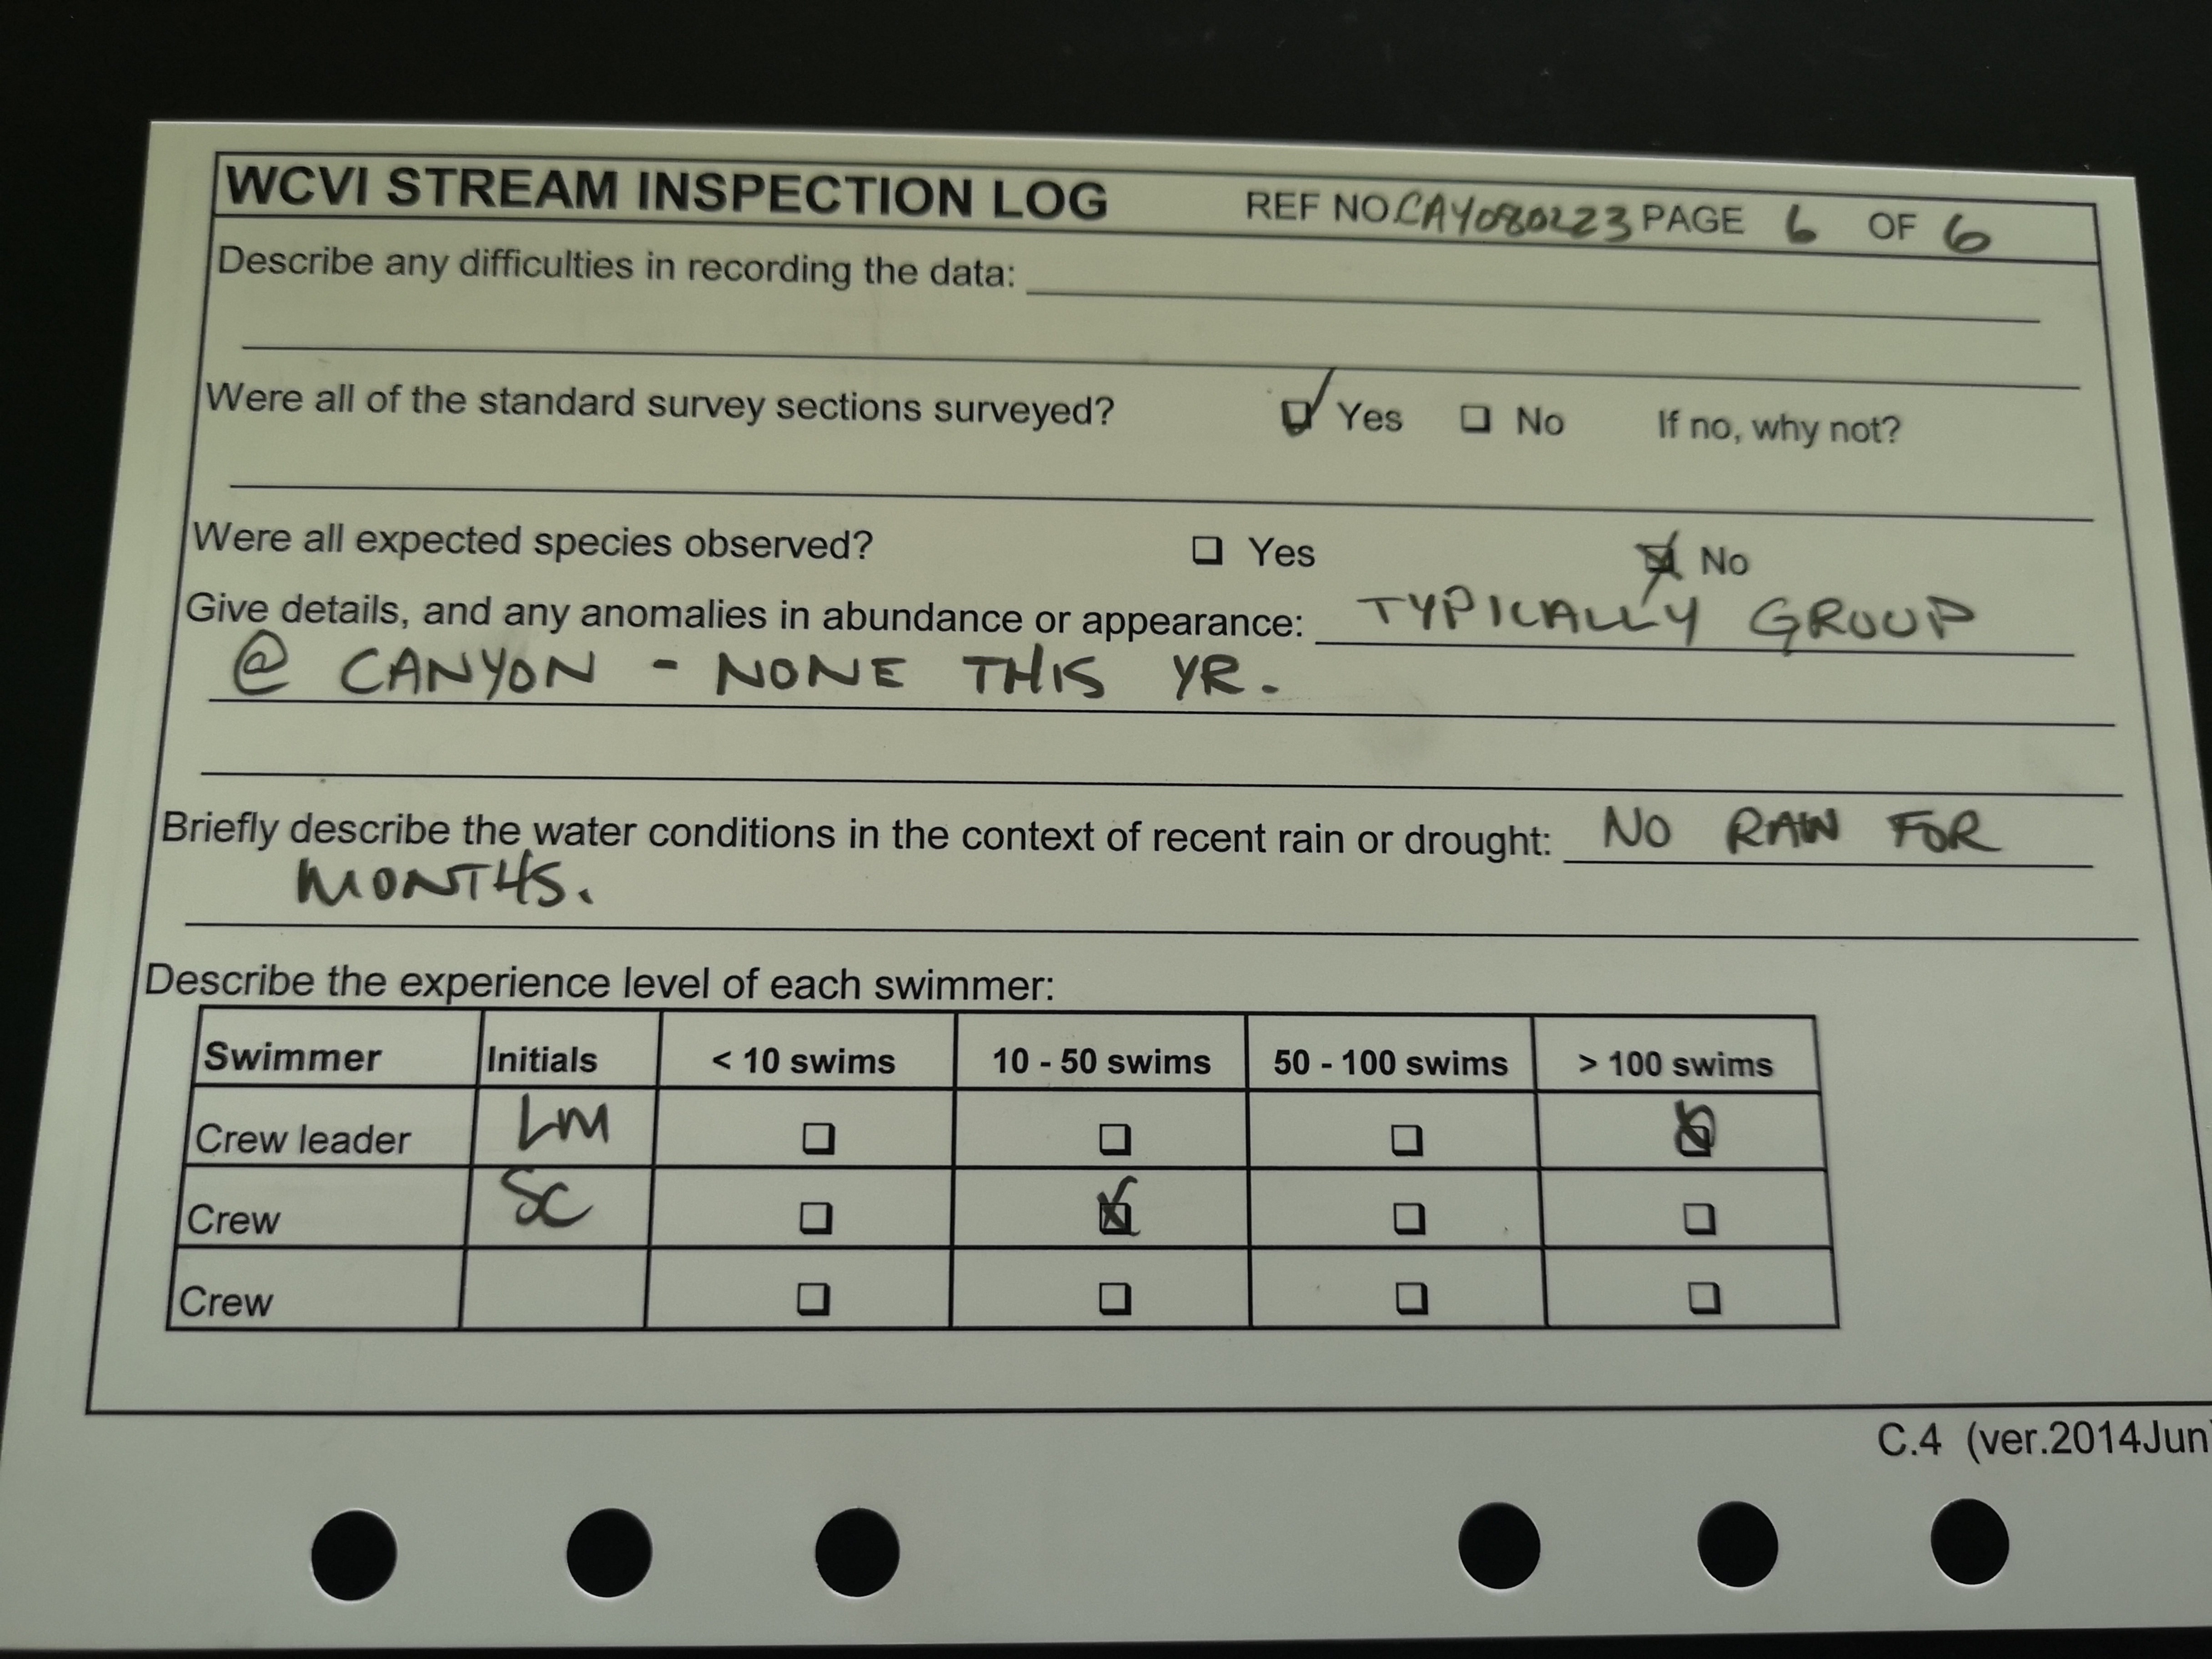 WCVI STREAM INSPECTION LOG REF NO CAY080223 PAGE 6 OF 6
Describe any difficulties in recording the data:
Were all of the standard survey sections surveyed? Yes No If no, why not?
Were all expected species observed? Yes No
Give details, and any anomalies in abundance or appearance: TYPICALLY GROUP
@ CANYON - NONE THIS YR.
Briefly describe the water conditions in the context of recent rain or drought: NO RAIN FOR
MONTHS.
Describe the experience level of each swimmer:
Swimmer Initials < 10 swims 10 - 50 swims 50 - 100 swims > 100 swims
Crew leader LM
Crew SC
Crew
C.4 (ver.2014Jun)